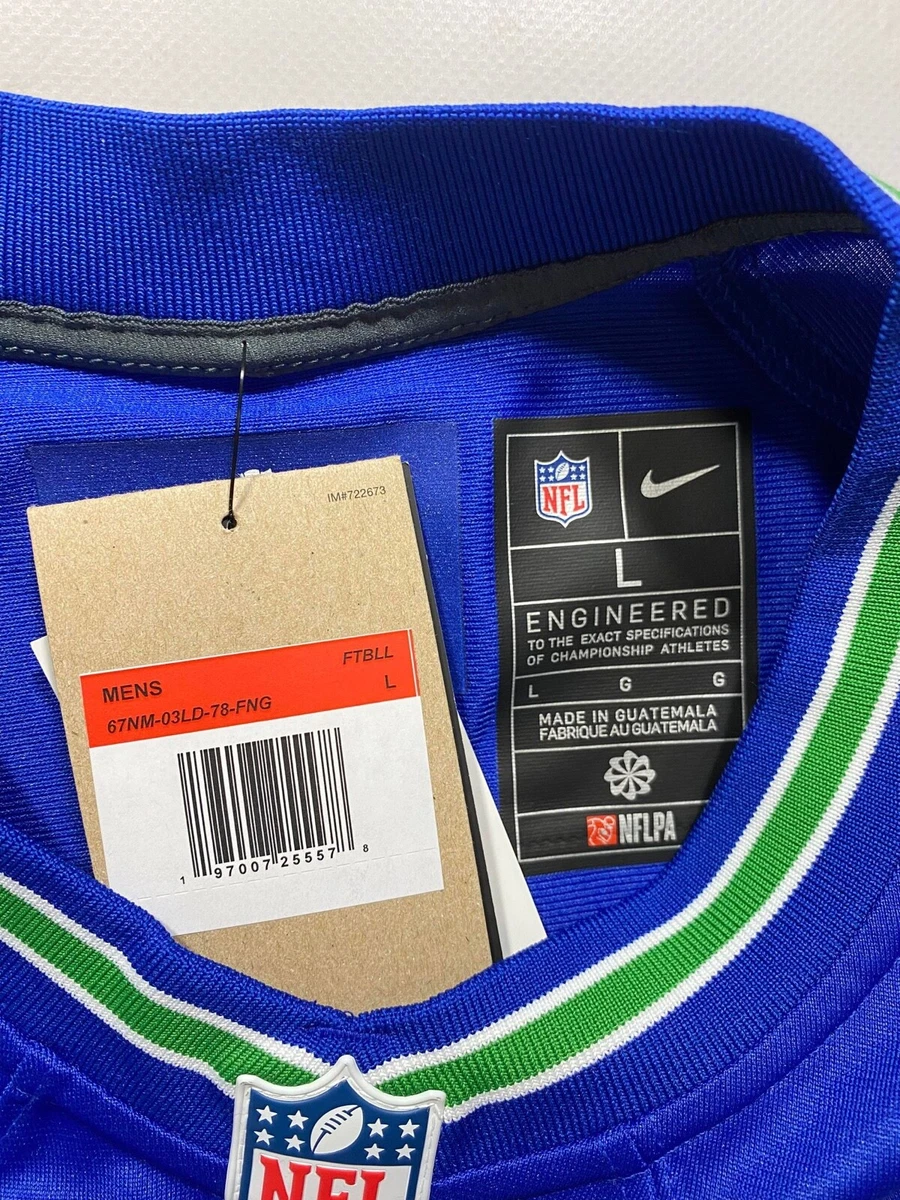 IM#722673
FTBLL
MENS L
67NM-03LD-78-FNG
1 97007 25557 8
NFL
L
ENGINEERED
TO THE EXACT SPECIFICATIONS
OF CHAMPIONSHIP ATHLETES
L G G
MADE IN GUATEMALA
FABRIQUE AU GUATEMALA
NFLPA
NFL